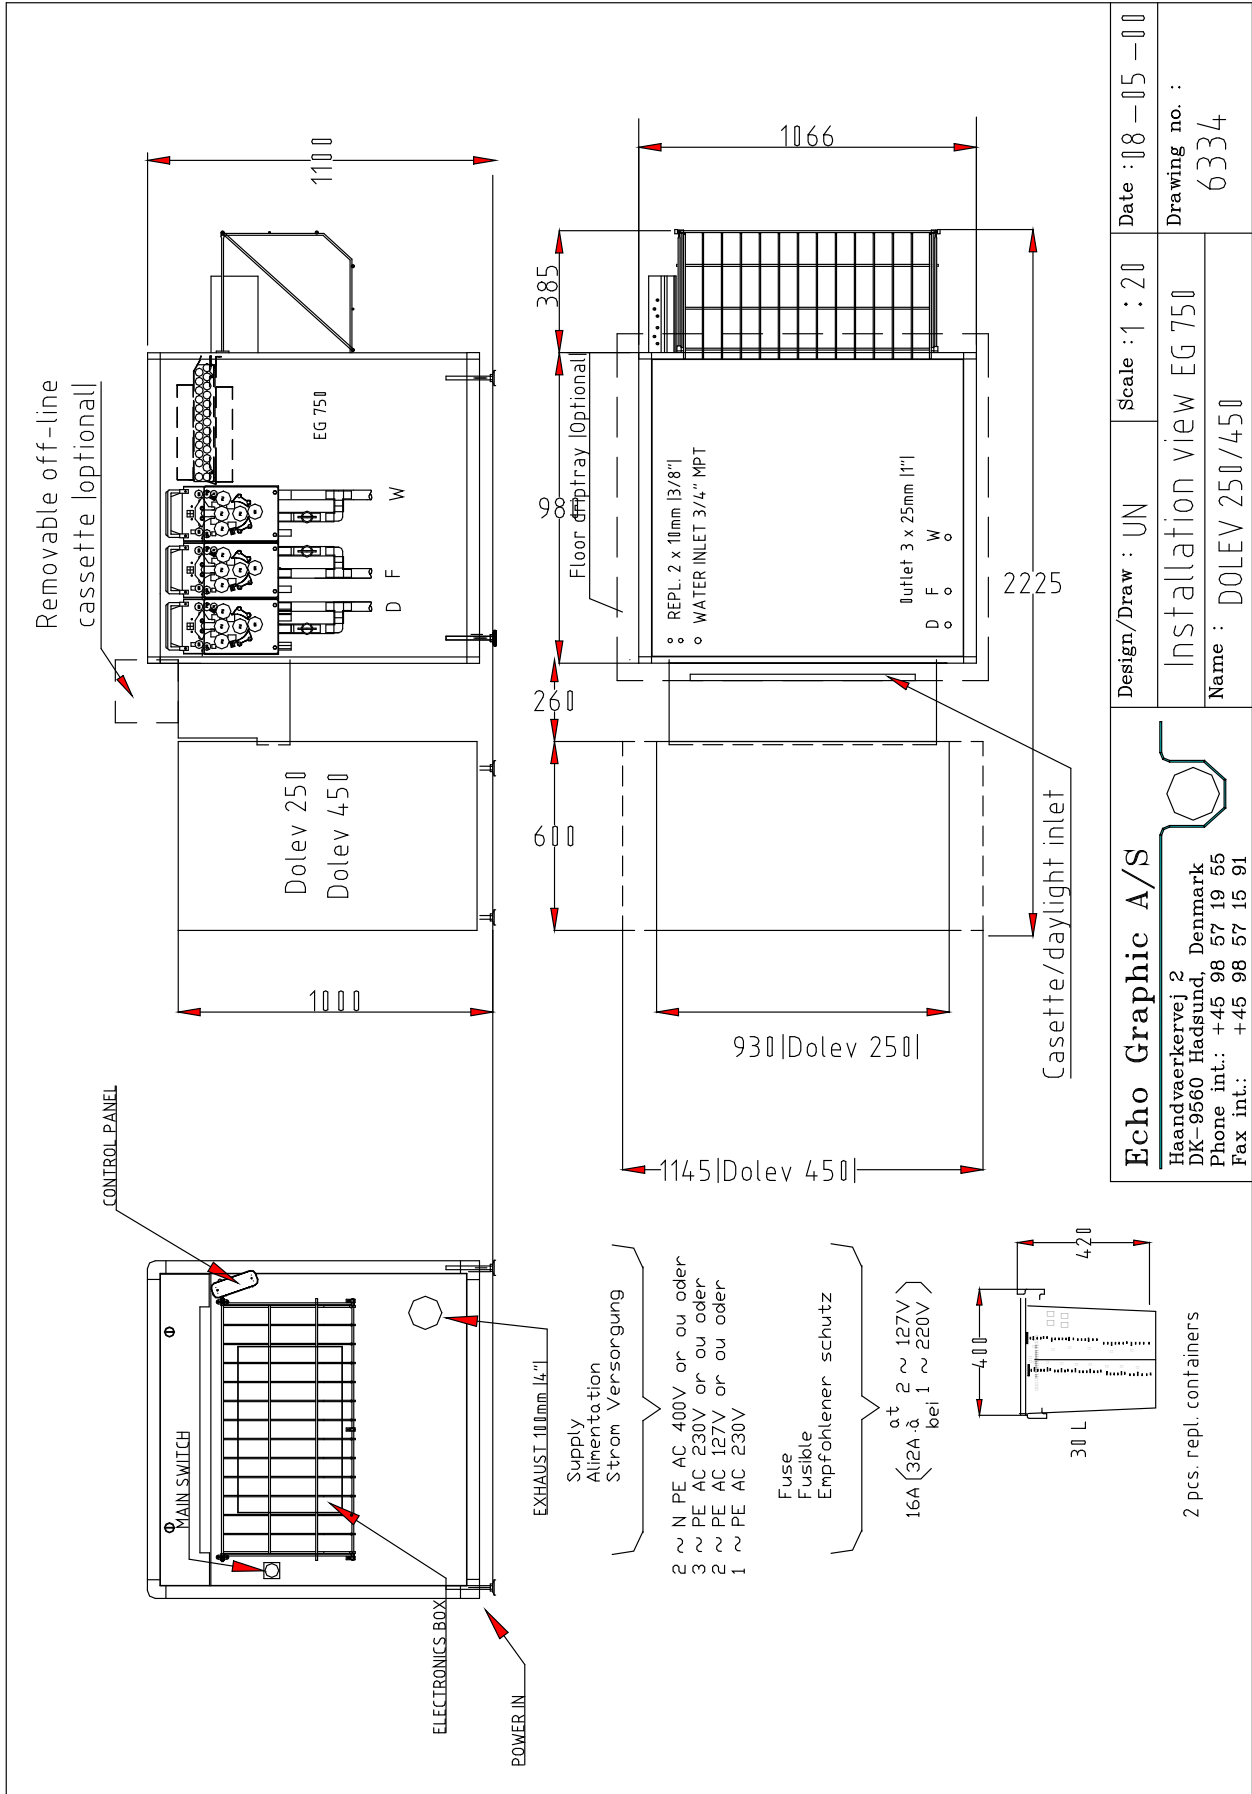 CONTROL PANEL
MAIN SWITCH
ELECTRONICS BOX
POWER IN
EXHAUST 100mm (4")
Removable off-line
cassette (optional)
1100
1000
Dolev 250
Dolev 450
EG 750
D F W
600
260
980
385
Floor driptray (Optional)
REPL. 2 x 10mm (3/8")
WATER INLET 3/4" MPT
Outlet 3 x 25mm (1")
D F W
1066
2225
930(Dolev 250)
1145(Dolev 450)
Casette/daylight inlet
Supply
Alimentation
Strom Versorgung
2 ~ N PE AC 400V or ou oder
3 ~ PE AC 230V or ou oder
2 ~ PE AC 127V or ou oder
1 ~ PE AC 230V
Fuse
Fusible
Empfohlener schutz
16A (32A at à bei 2 ~ 127V 1 ~ 220V)
400
420
30 L
2 pcs. repl. containers
Echo Graphic A/S
Haandvaerkervej 2
DK-9560 Hadsund, Denmark
Phone int.: +45 98 57 19 55
Fax int.: +45 98 57 15 91
Design/Draw : UN
Scale : 1 : 20
Date : 08-05-00
Installation view EG 750
Name : DOLEV 250/450
Drawing no. :
6334